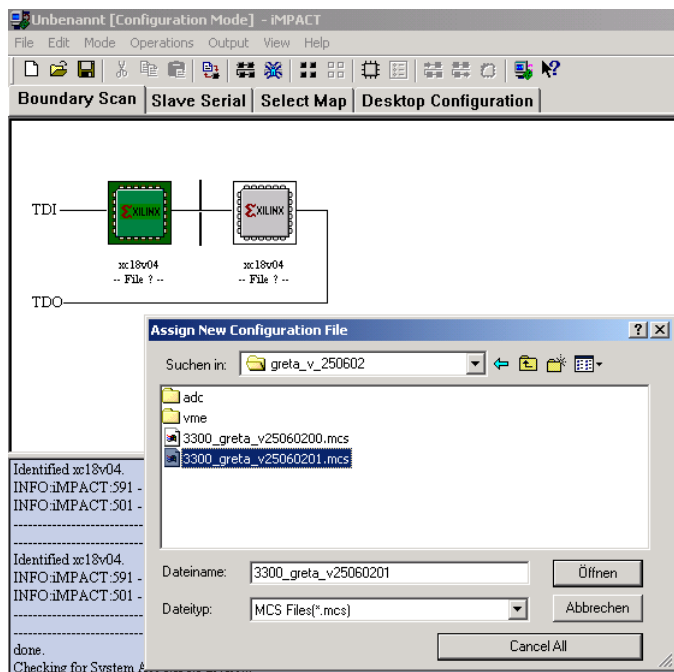 Unbenannt [Configuration Mode] - iMPACT
File Edit Mode Operations Output View Help
Boundary Scan Slave Serial Select Map Desktop Configuration
TDI
XILINX XILINX
xc18v04 xc18v04
-- File ? -- -- File ? --
TDO
Assign New Configuration File
Suchen in: greta_v_250602
adc
vme
3300_greta_v25060200.mcs
3300_greta_v25060201.mcs
Dateiname: 3300_greta_v25060201 Öffnen
Dateityp: MCS Files(*.mcs) Abbrechen
Cancel All
Identified xc18v04.
INFO:iMPACT:591 -
INFO:iMPACT:501 -
Identified xc18v04.
INFO:iMPACT:591 -
INFO:iMPACT:501 -
done.
Checking for System